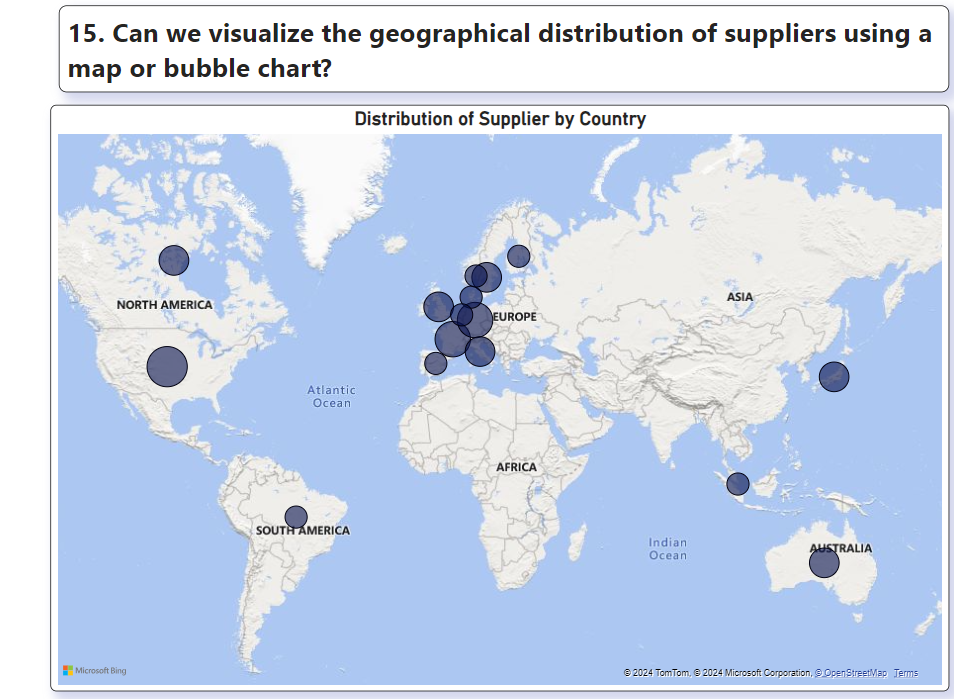 15. Can we visualize the geographical distribution of suppliers using a
map or bubble chart?
Distribution of Supplier by Country
NORTH AMERICA
EUROPE
ASIA
Atlantic
Ocean
AFRICA
SOUTH AMERICA
Indian
Ocean
AUSTRALIA
Microsoft Bing
© 2024 TomTom, © 2024 Microsoft Corporation, © OpenStreetMap Terms